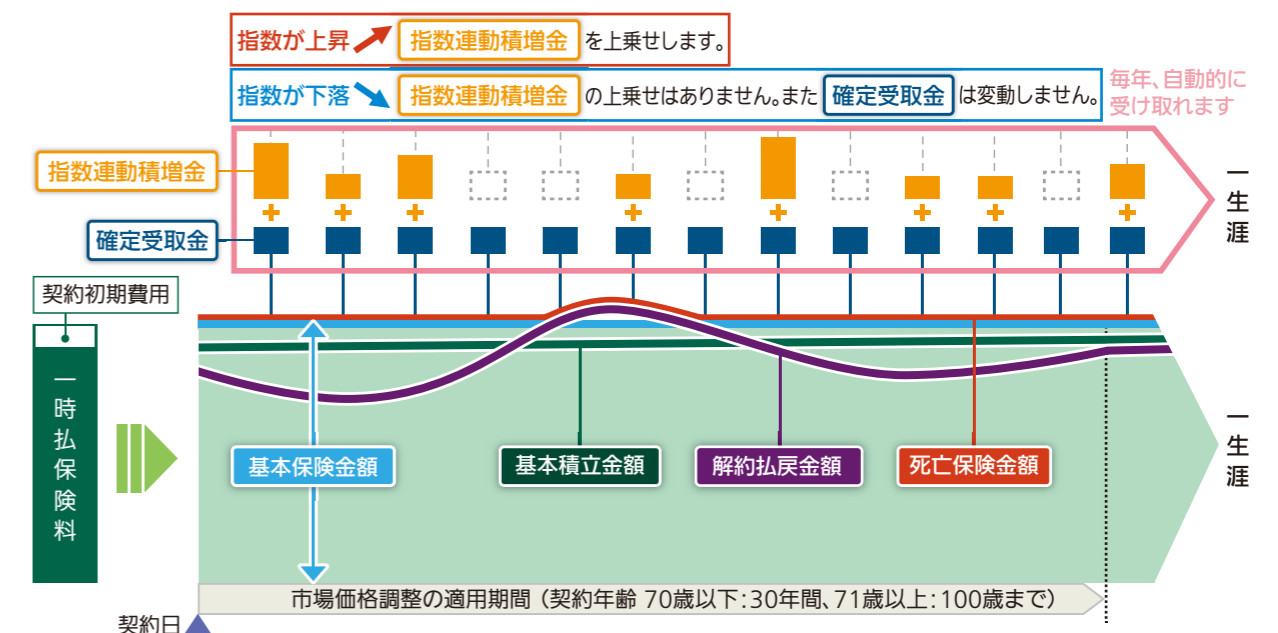 指数が上昇 指数連動積増金 を上乗せします。
指数が下落 指数連動積増金 の上乗せはありません。また 確定受取金 は変動しません。
毎年、自動的に
受け取れます
指数連動積増金
確定受取金
一生涯
契約初期費用
一時払保険料
基本保険金額
基本積立金額
解約払戻金額
死亡保険金額
一生涯
市場価格調整の適用期間（契約年齢 70歳以下：30年間、71歳以上：100歳まで）
契約日